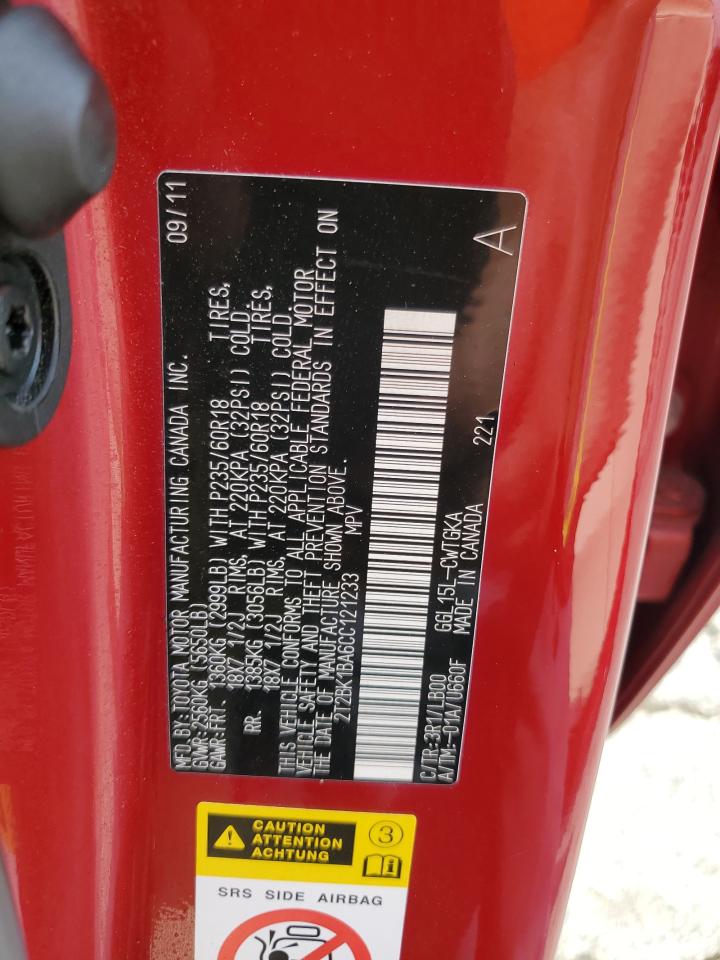 MFD.BY:TOYOTA MOTOR MANUFACTURING CANADA INC. 09/11
GVWR:2560KG (5650LB)
GAWR:FRT. 1360KG (2999LB) WITH P235/60R18 TIRES,
18X7 1/2J RIMS, AT 220KPA (32PSI) COLD.
RR. 1385KG (3056LB) WITH P235/60R18 TIRES,
18X7 1/2J RIMS, AT 220KPA (32PSI) COLD.
THIS VEHICLE CONFORMS TO ALL APPLICABLE FEDERAL MOTOR
VEHICLE SAFETY AND THEFT PREVENTION STANDARDS IN EFFECT ON
THE DATE OF MANUFACTURE SHOWN ABOVE.
2T2BK1BA6CC121233 MPV
C/TR:3R1/LB00 GGL15L-CWTGKA 221
A/TM:-01A/U660F MADE IN CANADA
A
CAUTION
ATTENTION
ACHTUNG
3
SRS SIDE AIRBAG